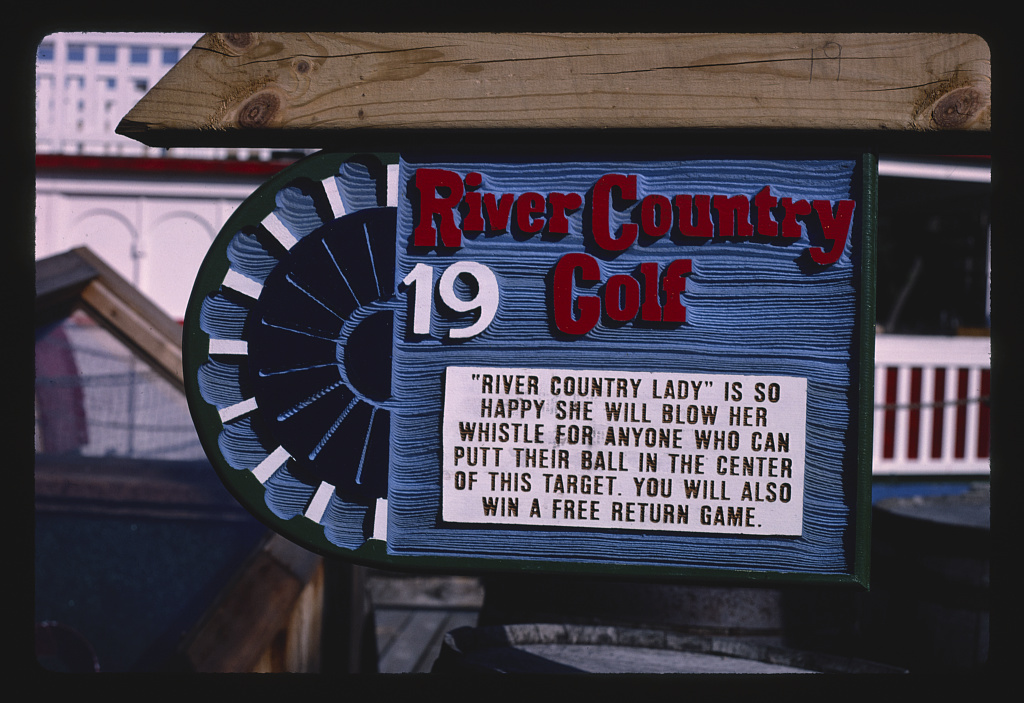 19
River Country
19 Golf
"RIVER COUNTRY LADY" IS SO
HAPPY SHE WILL BLOW HER
WHISTLE FOR ANYONE WHO CAN
PUTT THEIR BALL IN THE CENTER
OF THIS TARGET. YOU WILL ALSO
WIN A FREE RETURN GAME.